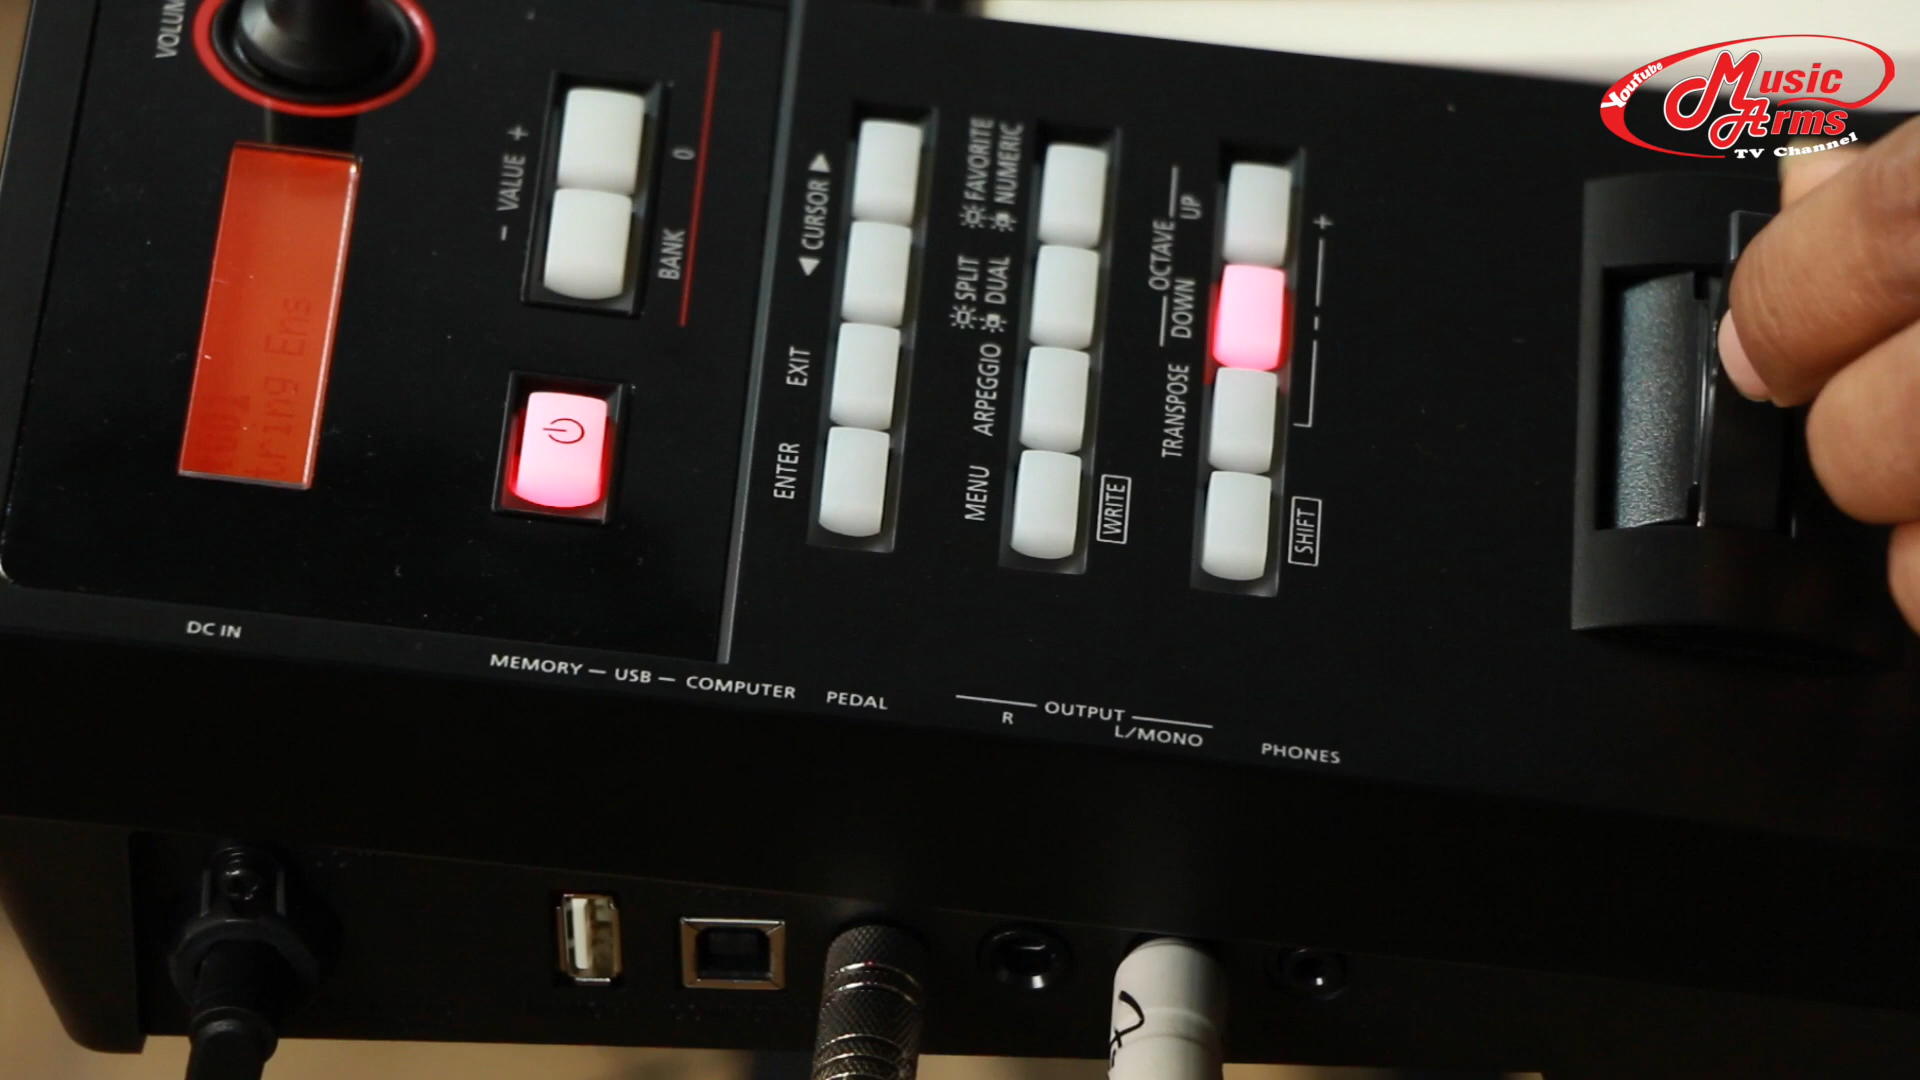 Youtube
Music
Arms
TV Channel
- VALUE +
BANK
0
◀ CURSOR ▶
EXIT
ENTER
FAVORITE
NUMERIC
SPLIT
DUAL
ARPEGGIO
MENU
WRITE
OCTAVE
DOWN
UP
TRANSPOSE
- +
SHIFT
DC IN
MEMORY — USB — COMPUTER
PEDAL
OUTPUT
R
L/MONO
PHONES